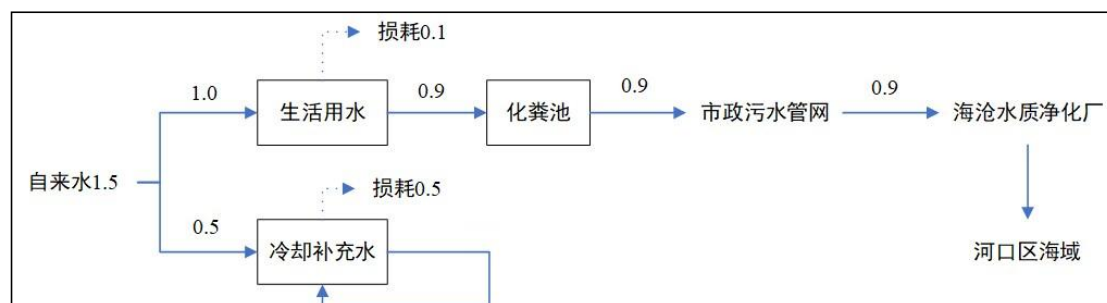 损耗0.1
1.0
生活用水
0.9
化粪池
0.9
市政污水管网
0.9
海沧水质净化厂
自来水1.5
损耗0.5
0.5
冷却补充水
河口区海域